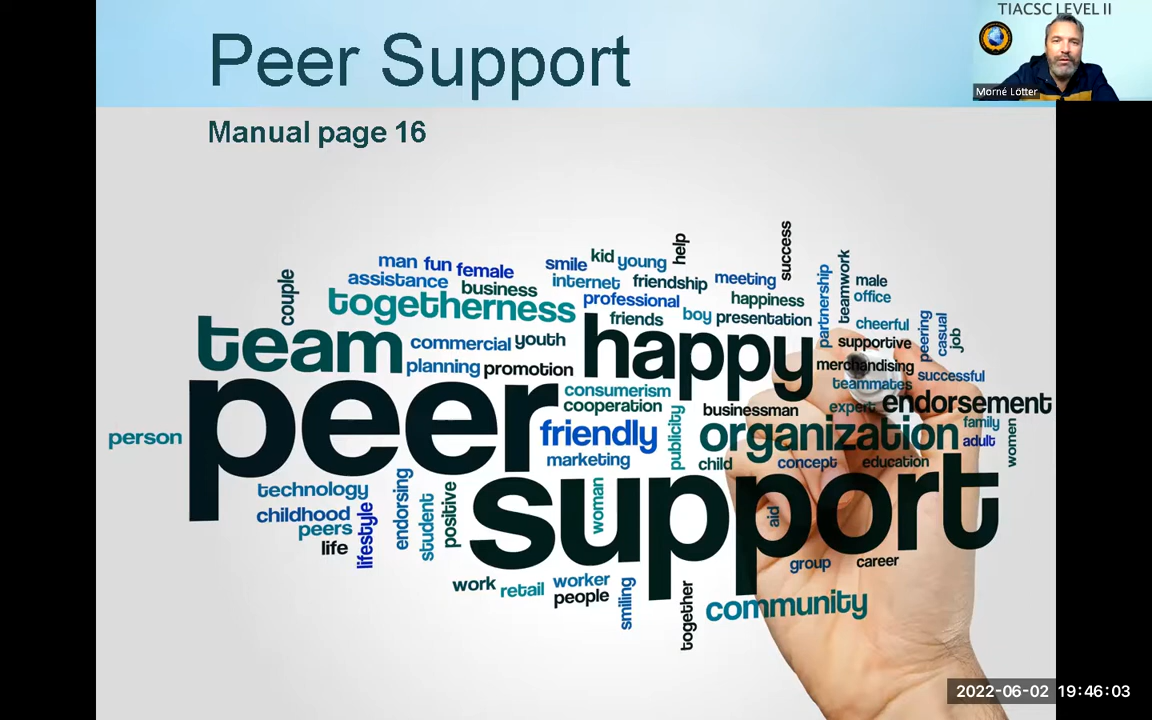 TIACSC LEVEL II
Peer Support
Morné Lötter
Manual page 16
success
help
kid
man fun female
smile
young
teamwork
couple
assistance
business
internet
friendship
meeting
partnership
male
office
togetherness
professional
happiness
friends
boy
presentation
cheerful
peering
casual
job
team
commercial
youth
happy
supportive
planning
promotion
merchandising
successful
teammates
peer
consumerism
cooperation
publicity
businessman
expert
endorsement
person
friendly
organization
family
adult
women
marketing
child
concept
education
technology
endorsing
student
positive
support
woman
aid
childhood
peers
lifestyle
life
group
career
work
retail
worker
people
smiling
together
community
2022-06-02 19:46:03